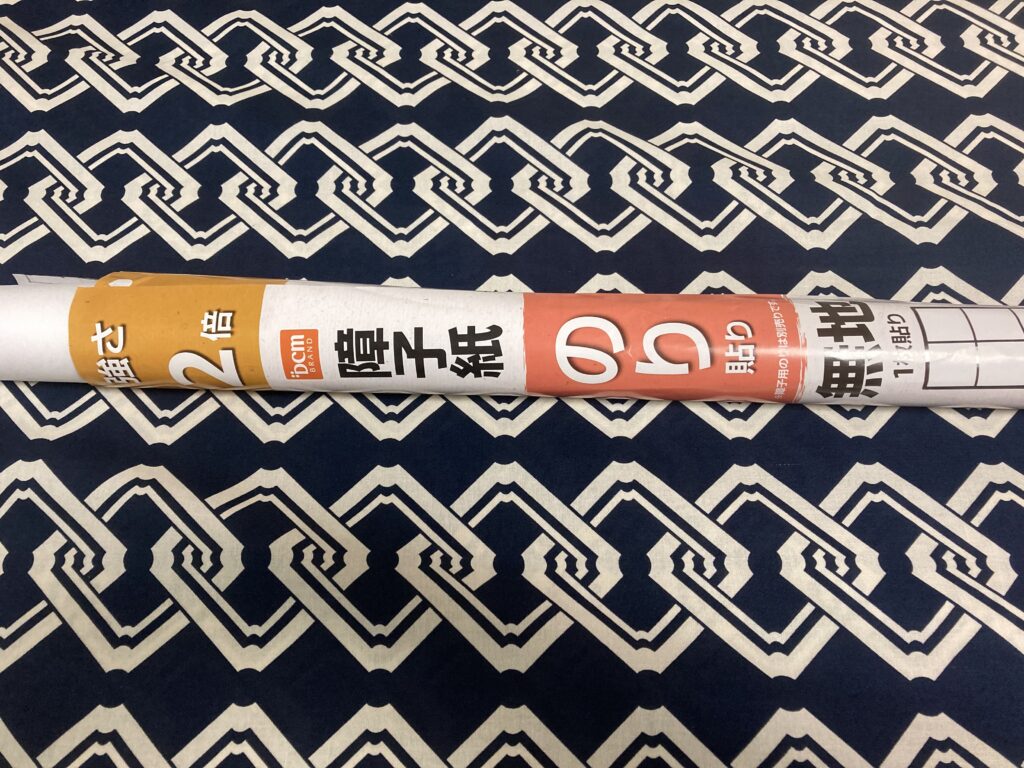 強さ
2倍
DCM
BRAND
障子紙
のり
貼り
障子用のりは別売りです
無地
1枚貼り